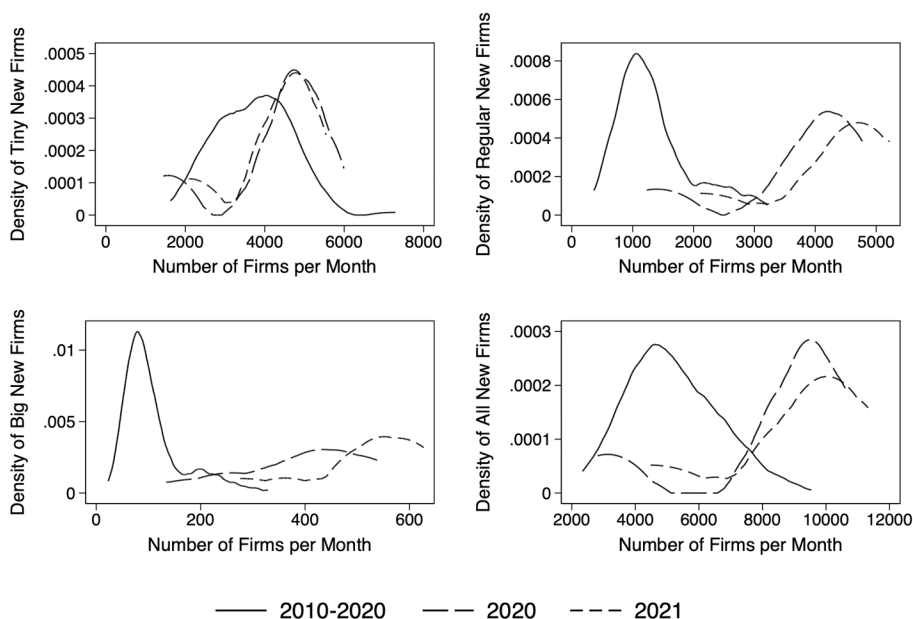 Density of Tiny New Firms
.0005
.0004
.0003
.0002
.0001
0
0 2000 4000 6000 8000
Number of Firms per Month
Density of Regular New Firms
.0008
.0006
.0004
.0002
0
0 1000 2000 3000 4000 5000
Number of Firms per Month
Density of Big New Firms
.01
.005
0
0 200 400 600
Number of Firms per Month
Density of All New Firms
.0003
.0002
.0001
0
2000 4000 6000 8000 10000 12000
Number of Firms per Month
2010-2020 2020 2021